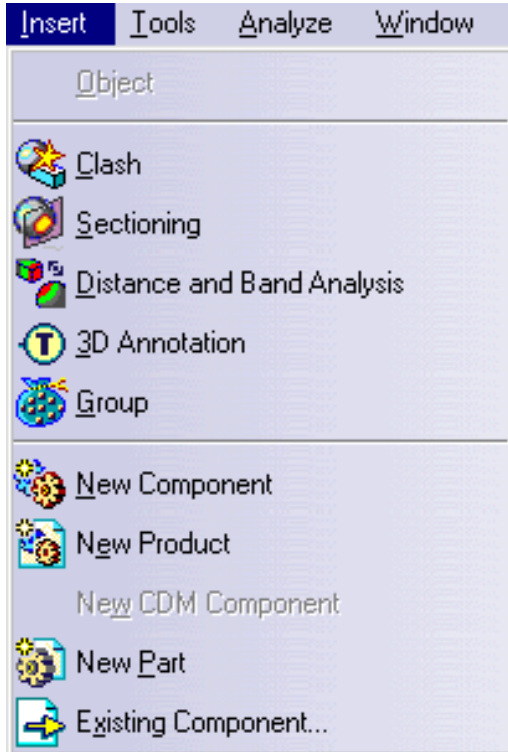 Insert Tools Analyze Window
Object
Clash
Sectioning
Distance and Band Analysis
T 3D Annotation
Group
New Component
New Product
New CDM Component
New Part
Existing Component...